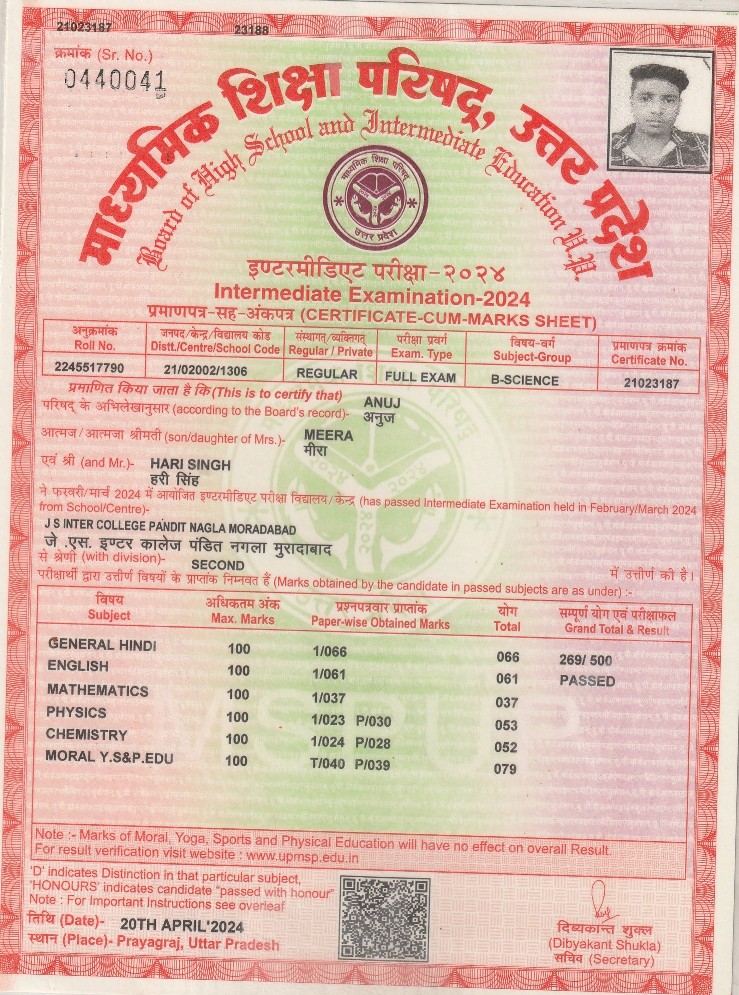 21023187 23188
क्रमांक (Sr. No.)
0440041
माध्यमिक शिक्षा परिषद्, उत्तर प्रदेश
Board of High School and Intermediate Education U.P.
माध्यमिक शिक्षा परिषद्
उत्तर प्रदेश
इण्टरमीडिएट परीक्षा-२०२४
Intermediate Examination-2024
प्रमाणपत्र-सह-अंकपत्र (CERTIFICATE-CUM-MARKS SHEET)
अनुक्रमांक जनपद/केन्द्र/विद्यालय कोड संस्थागत/व्यक्तिगत परीक्षा प्रवर्ग विषय-वर्ग प्रमाणपत्र क्रमांक
Roll No. Distt./Centre/School Code Regular / Private Exam. Type Subject-Group Certificate No.
2245517790 21/02002/1306 REGULAR FULL EXAM B-SCIENCE 21023187
प्रमाणित किया जाता है कि (This is to certify that)
परिषद् के अभिलेखानुसार (according to the Board's record)- ANUJ
अनुज
आत्मज/आत्मजा श्रीमती (son/daughter of Mrs.)- MEERA
मीरा
एवं श्री (and Mr.)- HARI SINGH
हरी सिंह
ने फरवरी/मार्च 2024 में आयोजित इण्टरमीडिएट परीक्षा विद्यालय/केन्द्र (has passed Intermediate Examination held in February/March 2024
from School/Centre)-
J S INTER COLLEGE PANDIT NAGLA MORADABAD
जे .एस. इण्टर कालेज पंडित नगला मुरादाबाद
से श्रेणी (with division)- SECOND में उत्तीर्ण की है।
परीक्षार्थी द्वारा उत्तीर्ण विषयों के प्राप्तांक निम्नवत हैं (Marks obtained by the candidate in passed subjects are as under) :-
विषय अधिकतम अंक प्रश्नपत्रवार प्राप्तांक योग सम्पूर्ण योग एवं परीक्षाफल
Subject Max. Marks Paper-wise Obtained Marks Total Grand Total & Result
GENERAL HINDI 100 1/066 066 269/ 500
ENGLISH 100 1/061 061 PASSED
MATHEMATICS 100 1/037 037
PHYSICS 100 1/023 P/030 053
CHEMISTRY 100 1/024 P/028 052
MORAL Y.S&P.EDU 100 T/040 P/039 079
Note :- Marks of Moral, Yoga, Sports and Physical Education will have no effect on overall Result.
For result verification visit website : www.upmsp.edu.in
'D' indicates Distinction in that particular subject,
'HONOURS' indicates candidate "passed with honour"
Note : For Important Instructions see overleaf
तिथि (Date)- 20TH APRIL'2024
स्थान (Place)- Prayagraj, Uttar Pradesh
दिब्यकान्त शुक्ल
(Dibyakant Shukla)
सचिव (Secretary)